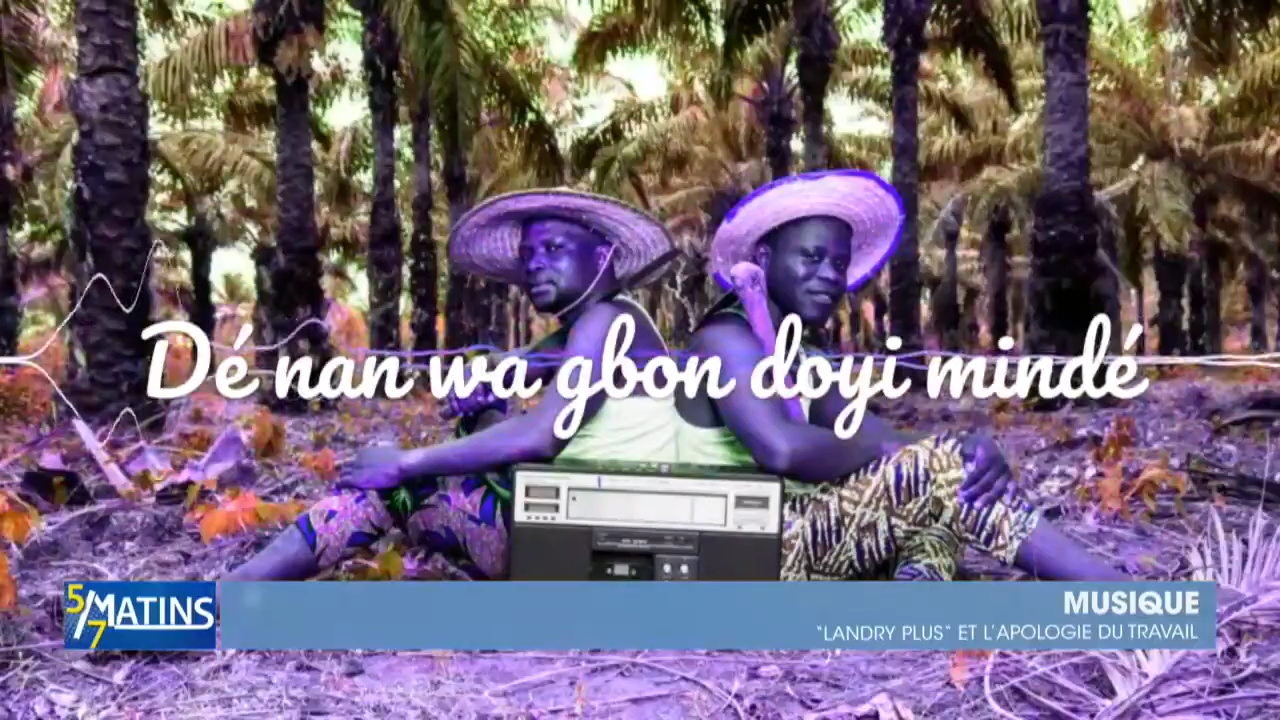 Dé nan wa gbon doyi mindé
5/7 MATINS
MUSIQUE
"LANDRY PLUS" ET L'APOLOGIE DU TRAVAIL